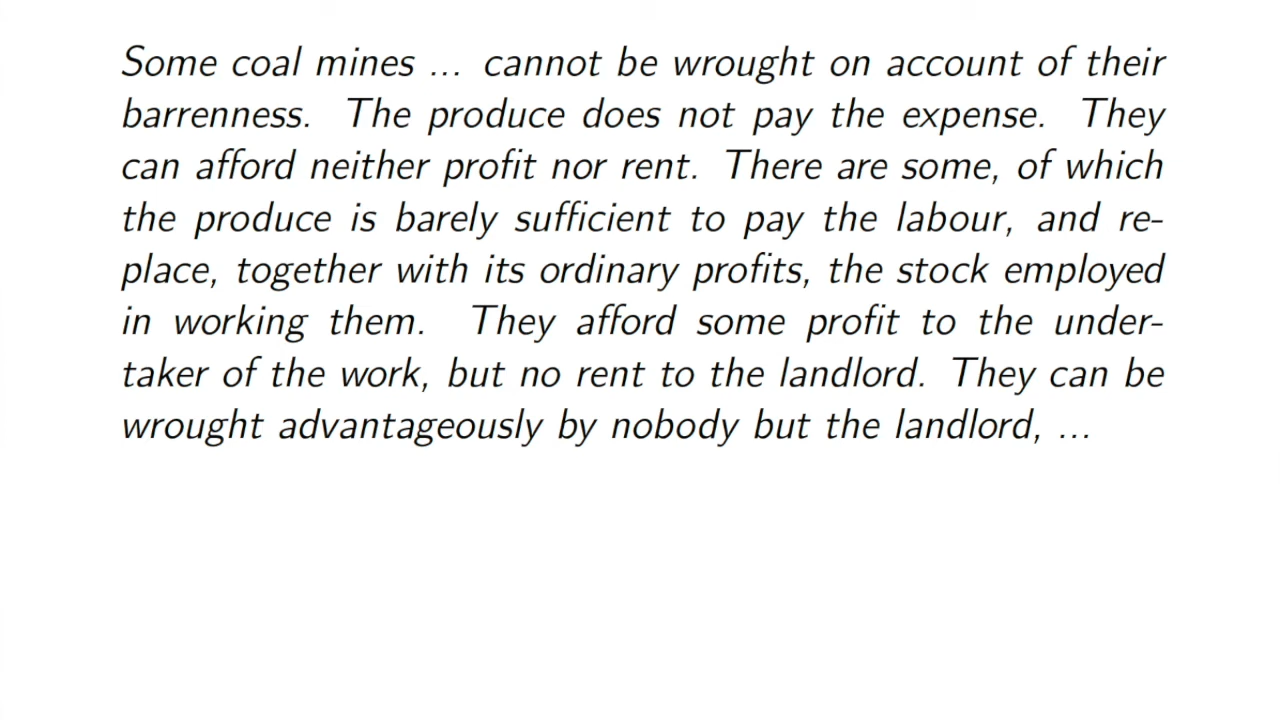 Some coal mines ... cannot be wrought on account of their
barrenness. The produce does not pay the expense. They
can afford neither profit nor rent. There are some, of which
the produce is barely sufficient to pay the labour, and re-
place, together with its ordinary profits, the stock employed
in working them. They afford some profit to the under-
taker of the work, but no rent to the landlord. They can be
wrought advantageously by nobody but the landlord, ...